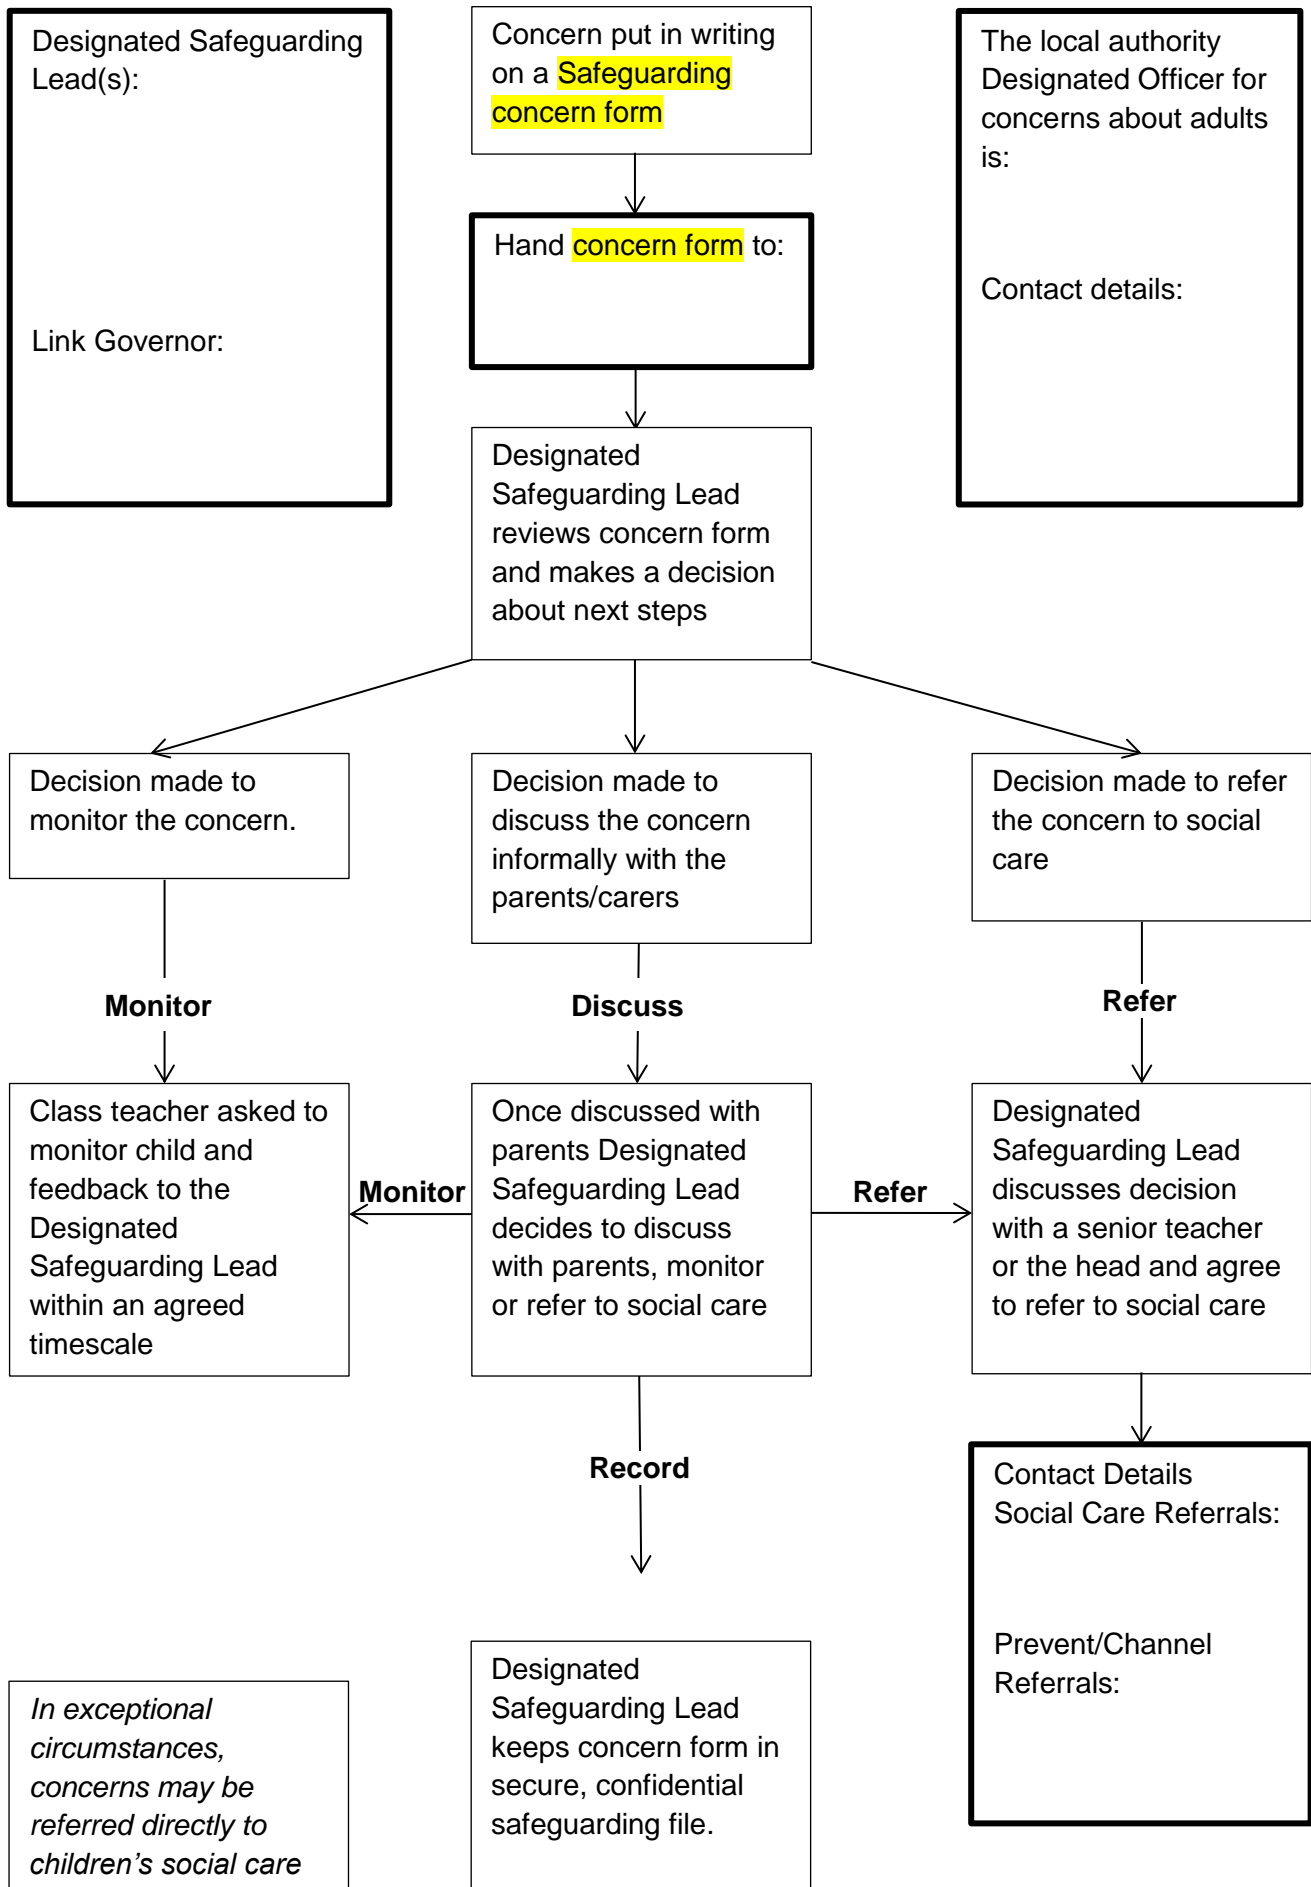 Designated Safeguarding
Lead(s):
Link Governor:
Concern put in writing
on a Safeguarding
concern form
The local authority
Designated Officer for
concerns about adults
is:
Contact details:
Hand concern form to:
Designated
Safeguarding Lead
reviews concern form
and makes a decision
about next steps
Decision made to
monitor the concern.
Decision made to
discuss the concern
informally with the
parents/carers
Decision made to refer
the concern to social
care
Monitor
Discuss
Refer
Class teacher asked to
monitor child and
feedback to the
Designated
Safeguarding Lead
within an agreed
timescale
Monitor
Once discussed with
parents Designated
Safeguarding Lead
decides to discuss
with parents, monitor
or refer to social care
Refer
Designated
Safeguarding Lead
discusses decision
with a senior teacher
or the head and agree
to refer to social care
Record
Contact Details
Social Care Referrals:
Prevent/Channel
Referrals:
In exceptional
circumstances,
concerns may be
referred directly to
children’s social care
Designated
Safeguarding Lead
keeps concern form in
secure, confidential
safeguarding file.